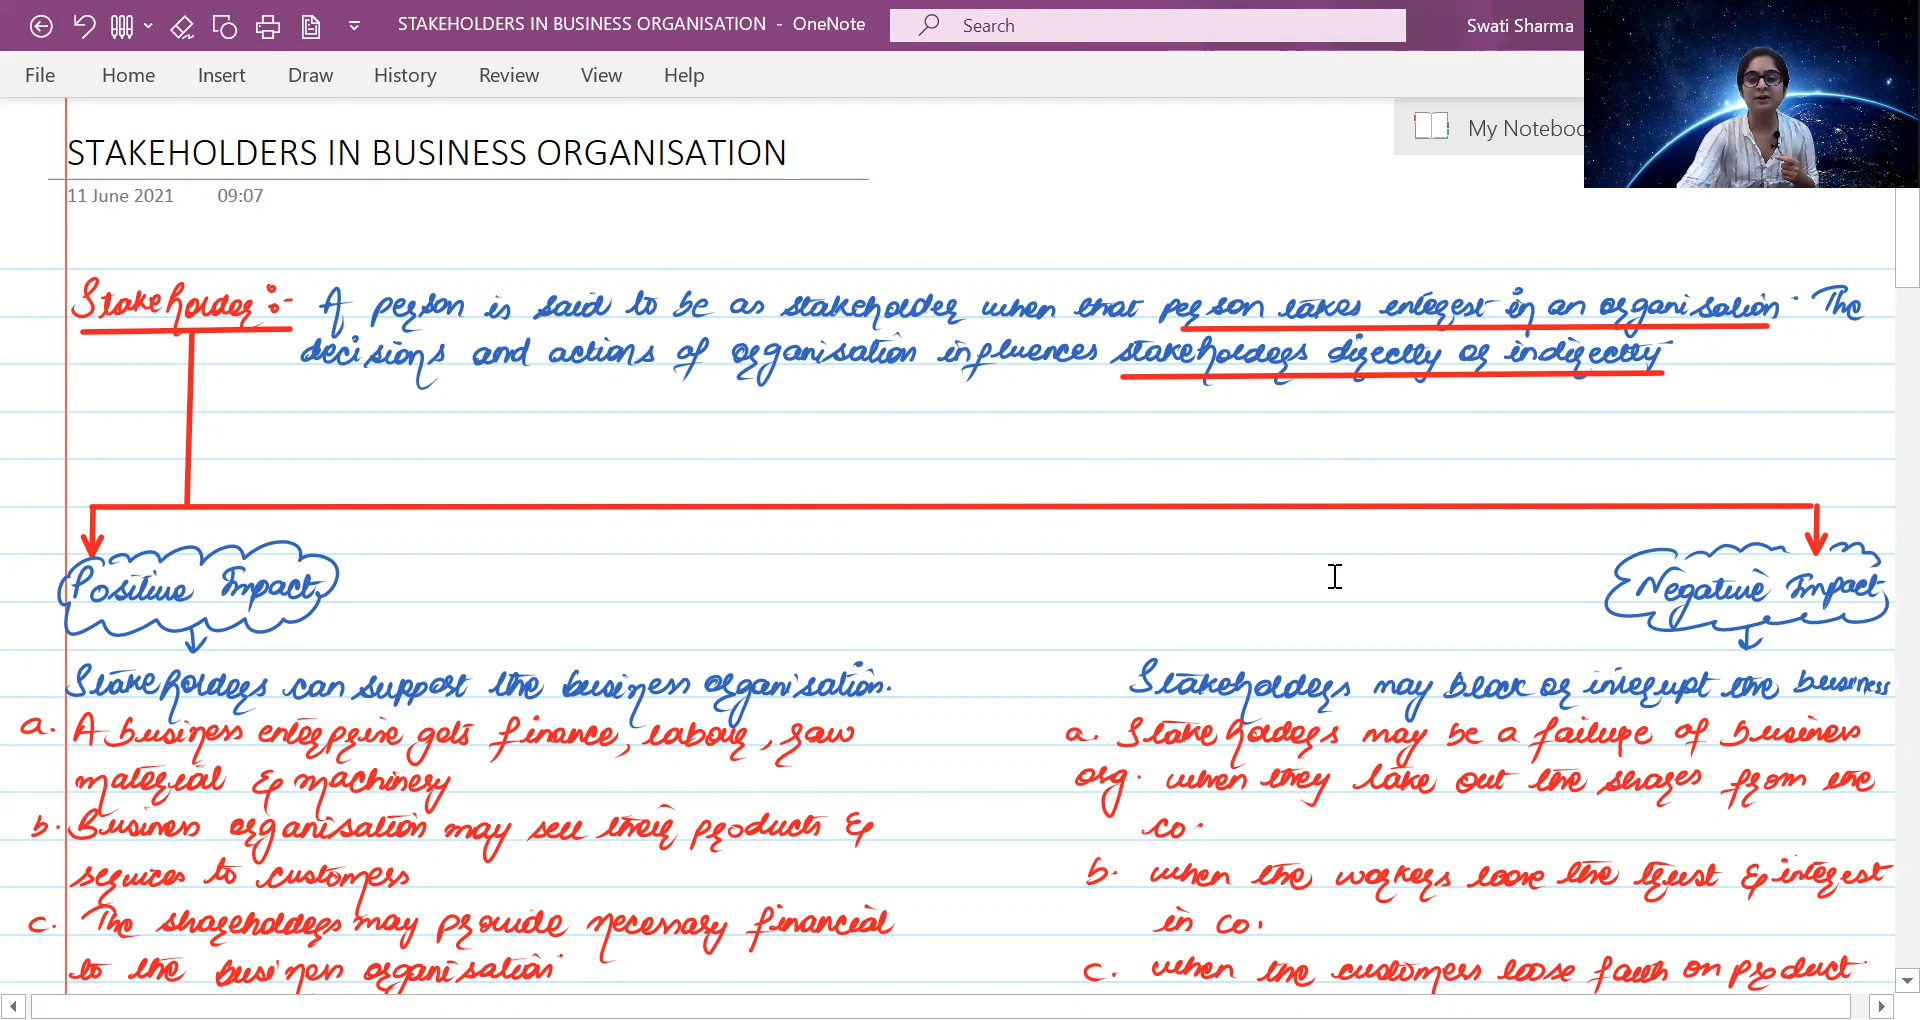 STAKEHOLDERS IN BUSINESS ORGANISATION - OneNote
Search
Swati Sharma
File Home Insert Draw History Review View Help
My Noteboo
STAKEHOLDERS IN BUSINESS ORGANISATION
11 June 2021 09:07
Stakeholder :- A person is said to be as stakeholder when that person takes interest in an organisation. The
decisions and actions of organisation influences stakeholders directly or indirectly
Positive Impact
Negative Impact
Stakeholders can support the business organisation.
a. A business enterprise gets finance, labour, raw
material & machinery
b. Business organisation may sell their products &
services to customers
c. The shareholders may provide necessary financial
to the business organisation
Stakeholders may block or interrupt the business
a. Stakeholders may be a failure of business
org. when they take out the shares from the
co.
b. when the workers loose the trust & interest
in co.
c. when the customers loose faith on product